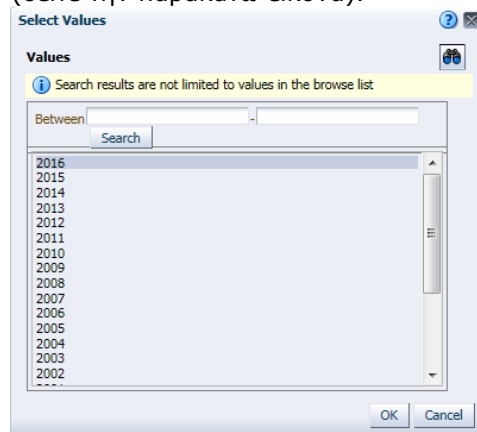 Select Values
Values
Search results are not limited to values in the browse list
Between -
Search
2016
2015
2014
2013
2012
2011
2010
2009
2008
2007
2006
2005
2004
2003
2002
OK Cancel